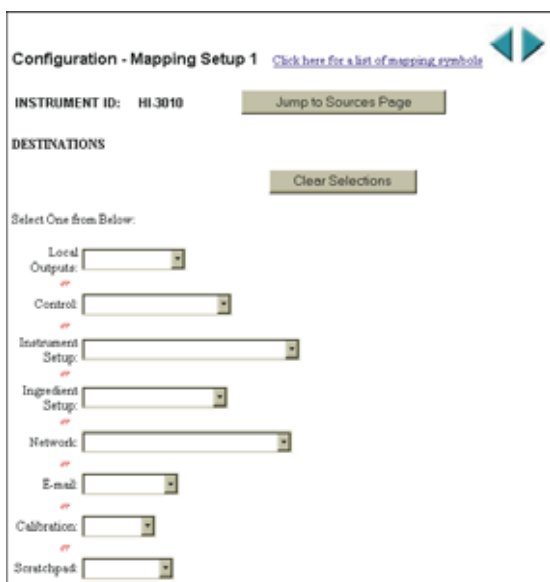 Configuration - Mapping Setup 1 Click here for a list of mapping symbols
INSTRUMENT ID: HI-3010 Jump to Sources Page
DESTINATIONS
Clear Selections
Select One from Below:
Local
Outputs:
or
Control:
or
Instrument
Setup:
or
Ingredient
Setup:
or
Network:
or
E-mail:
or
Calibration:
or
Scratchpad: